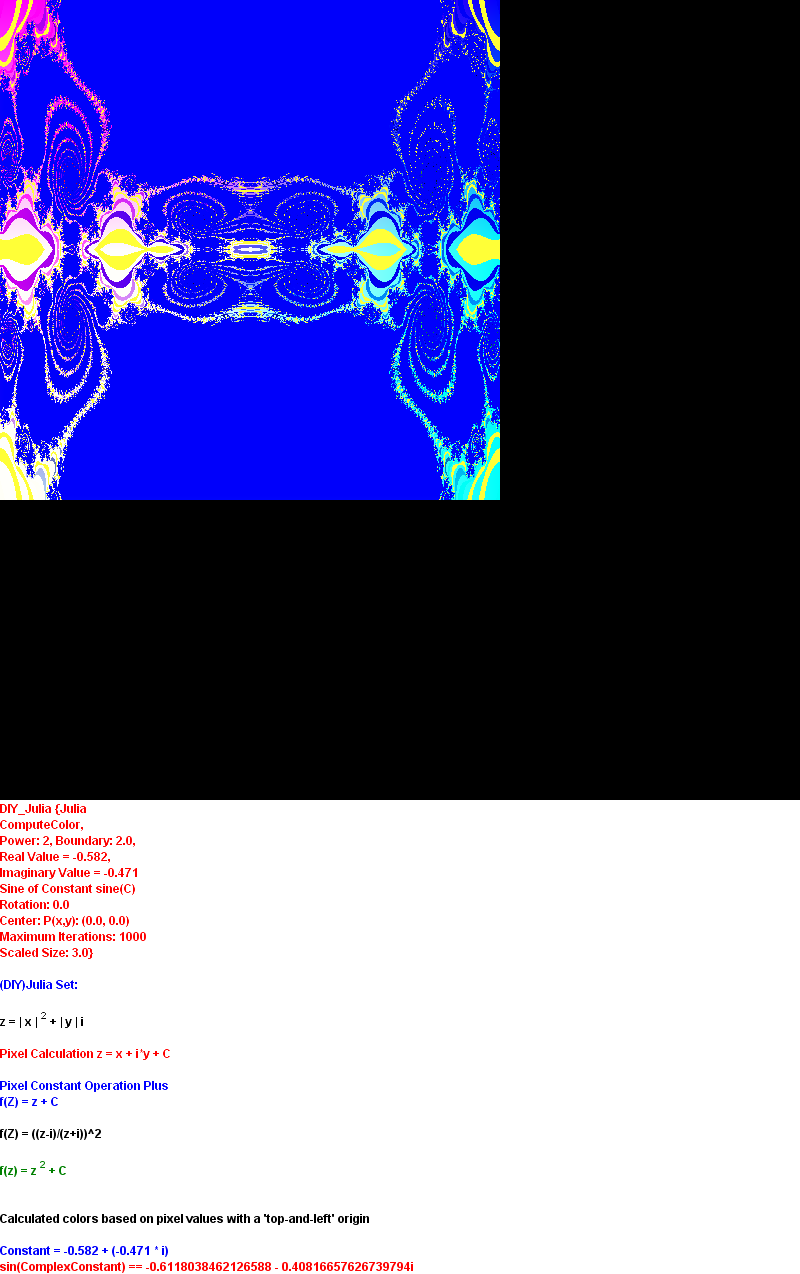 DIY_Julia {Julia
ComputeColor,
Power: 2, Boundary: 2.0,
Real Value = -0.582,
Imaginary Value = -0.471
Sine of Constant sine(C)
Rotation: 0.0
Center: P(x,y): (0.0, 0.0)
Maximum Iterations: 1000
Scaled Size: 3.0}
(DIY)Julia Set:
z = | x | 2 + | y | i
Pixel Calculation z = x + i*y + C
Pixel Constant Operation Plus
f(Z) = z + C
f(Z) = ((z-i)/(z+i))^2
f(z) = z 2 + C
Calculated colors based on pixel values with a 'top-and-left' origin
Constant = -0.582 + (-0.471 * i)
sin(ComplexConstant) == -0.6118038462126588 - 0.40816657626739794i